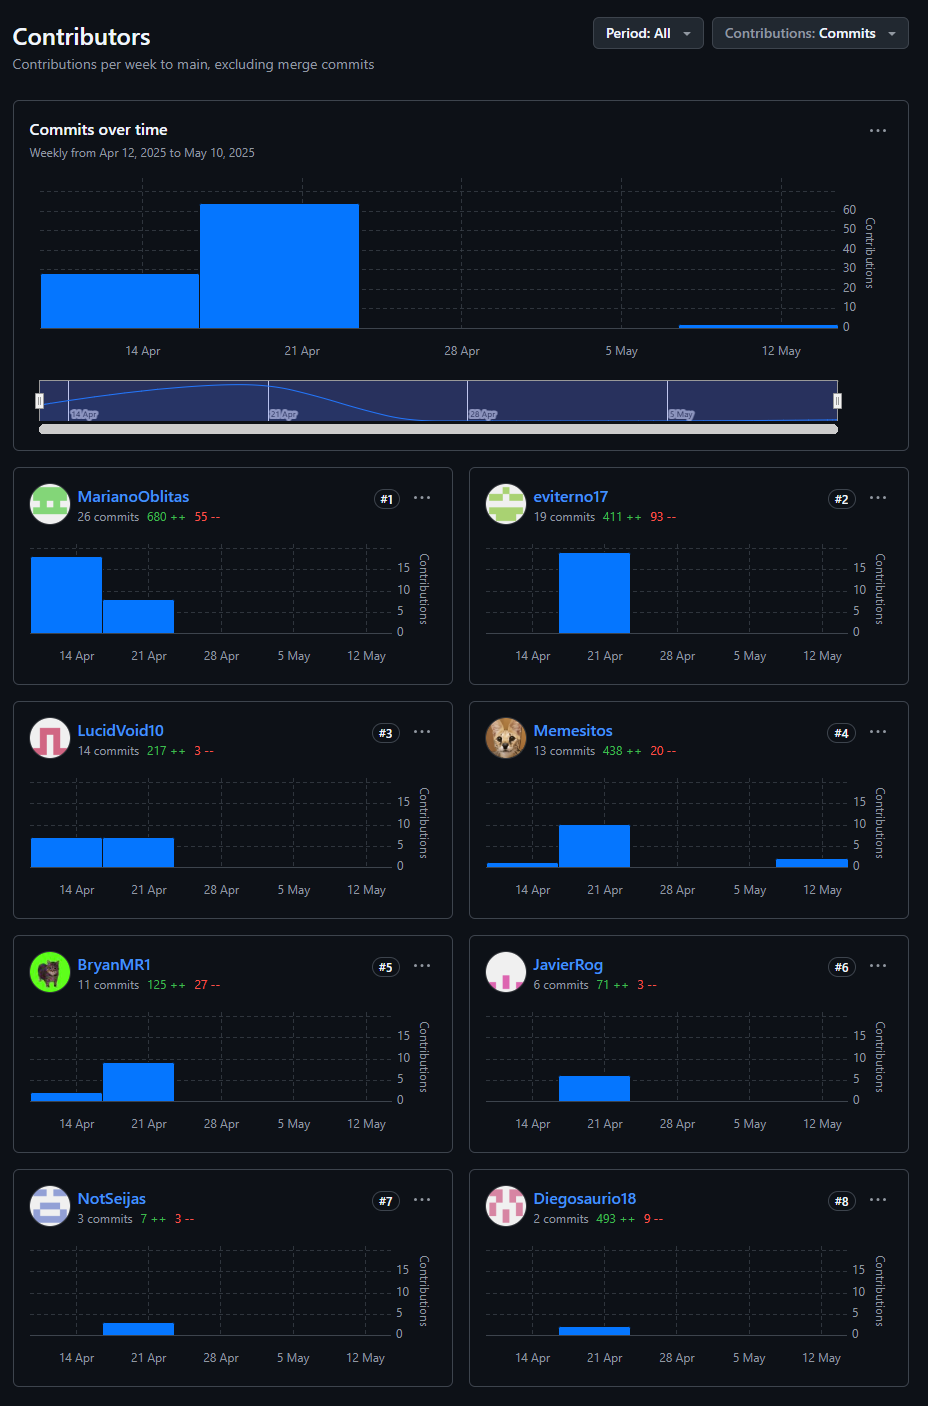 Contributors
Period: All
Contributions: Commits
Contributions per week to main, excluding merge commits
Commits over time
Weekly from Apr 12, 2025 to May 10, 2025
60
50
40
30
20
10
0
Contributions
14 Apr 21 Apr 28 Apr 5 May 12 May
14 Apr 21 Apr 28 Apr 5 May
MarianoOblitas #1
26 commits 680 ++ 55 --
15
10
5
0
Contributions
14 Apr 21 Apr 28 Apr 5 May 12 May
eviterno17 #2
19 commits 411 ++ 93 --
15
10
5
0
Contributions
14 Apr 21 Apr 28 Apr 5 May 12 May
LucidVoid10 #3
14 commits 217 ++ 3 --
15
10
5
0
Contributions
14 Apr 21 Apr 28 Apr 5 May 12 May
Memesitos #4
13 commits 438 ++ 20 --
15
10
5
0
Contributions
14 Apr 21 Apr 28 Apr 5 May 12 May
BryanMR1 #5
11 commits 125 ++ 27 --
15
10
5
0
Contributions
14 Apr 21 Apr 28 Apr 5 May 12 May
JavierRog #6
6 commits 71 ++ 3 --
15
10
5
0
Contributions
14 Apr 21 Apr 28 Apr 5 May 12 May
NotSeijas #7
3 commits 7 ++ 3 --
15
10
5
0
Contributions
14 Apr 21 Apr 28 Apr 5 May 12 May
Diegosaurio18 #8
2 commits 493 ++ 9 --
15
10
5
0
Contributions
14 Apr 21 Apr 28 Apr 5 May 12 May